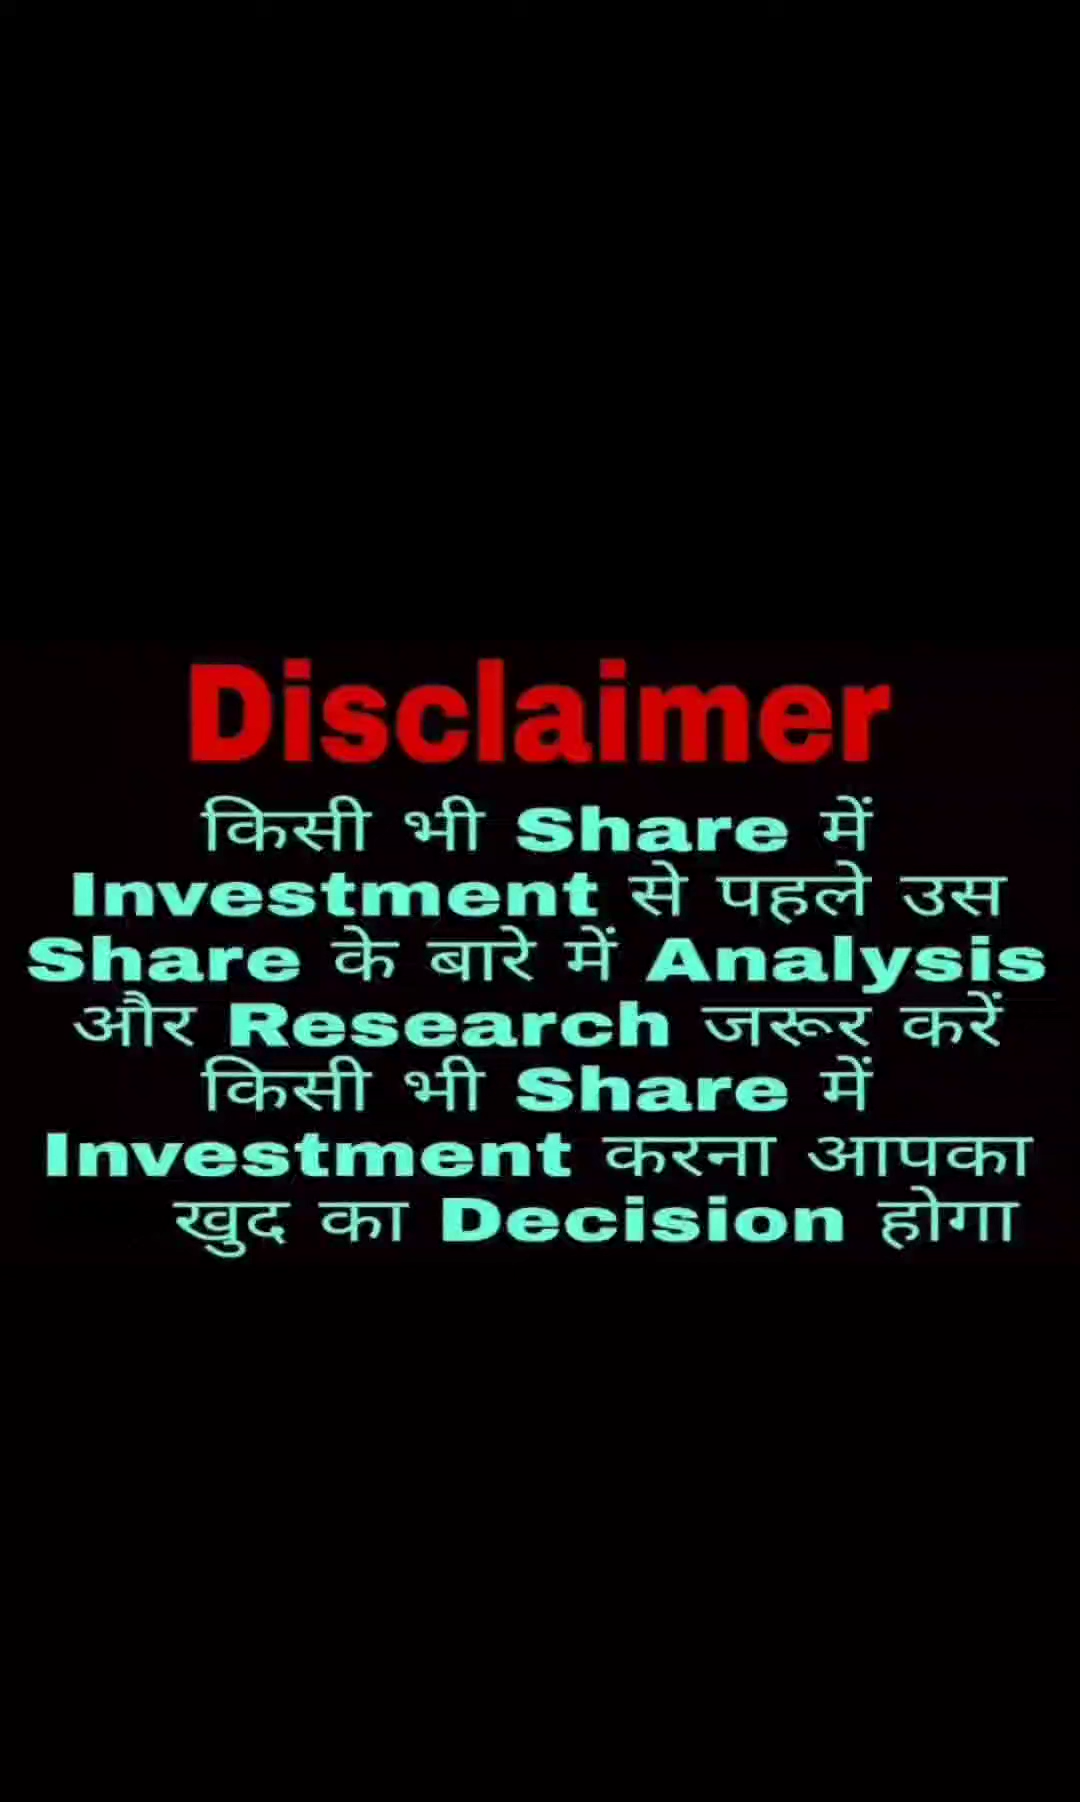 Disclaimer
किसी भी Share में
Investment से पहले उस
Share के बारे में Analysis
और Research जरूर करें
किसी भी Share में
Investment करना आपका
खुद का Decision होगा